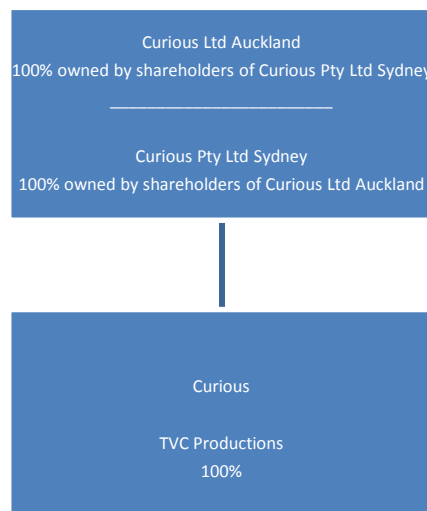 Curious Ltd Auckland
100% owned by shareholders of Curious Pty Ltd Sydney
Curious Pty Ltd Sydney
100% owned by shareholders of Curious Ltd Auckland
Curious
TVC Productions
100%